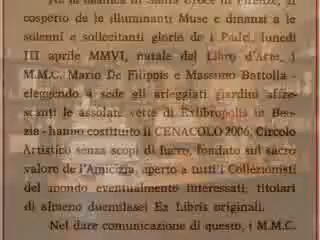 Ne la basilica di Santa Croce in Firenze, al
cospetto de le illuminanti Muse e dinanzi a le
solenni e sollecitanti glorie de i Padri, lunedì
III aprile MMVI, natale del Libro d'Arte, i
M.M.C. Mario De Filippis e Massimo Battolla -
eleggendo a sede gli arieggiati giardini affre-
scanti le assolate vette di Exlibropolis in Bez-
zia - hanno costituito il CENACOLO 2006, Circolo
Artistico senza scopi di lucro, fondato sul sacro
valore de l'Amicizia, aperto a tutti i Collezionisti
del mondo eventualmente interessati, titolari
di almeno duemilasei Ex Libris originali.
Nel dare comunicazione di questo, i M.M.C.